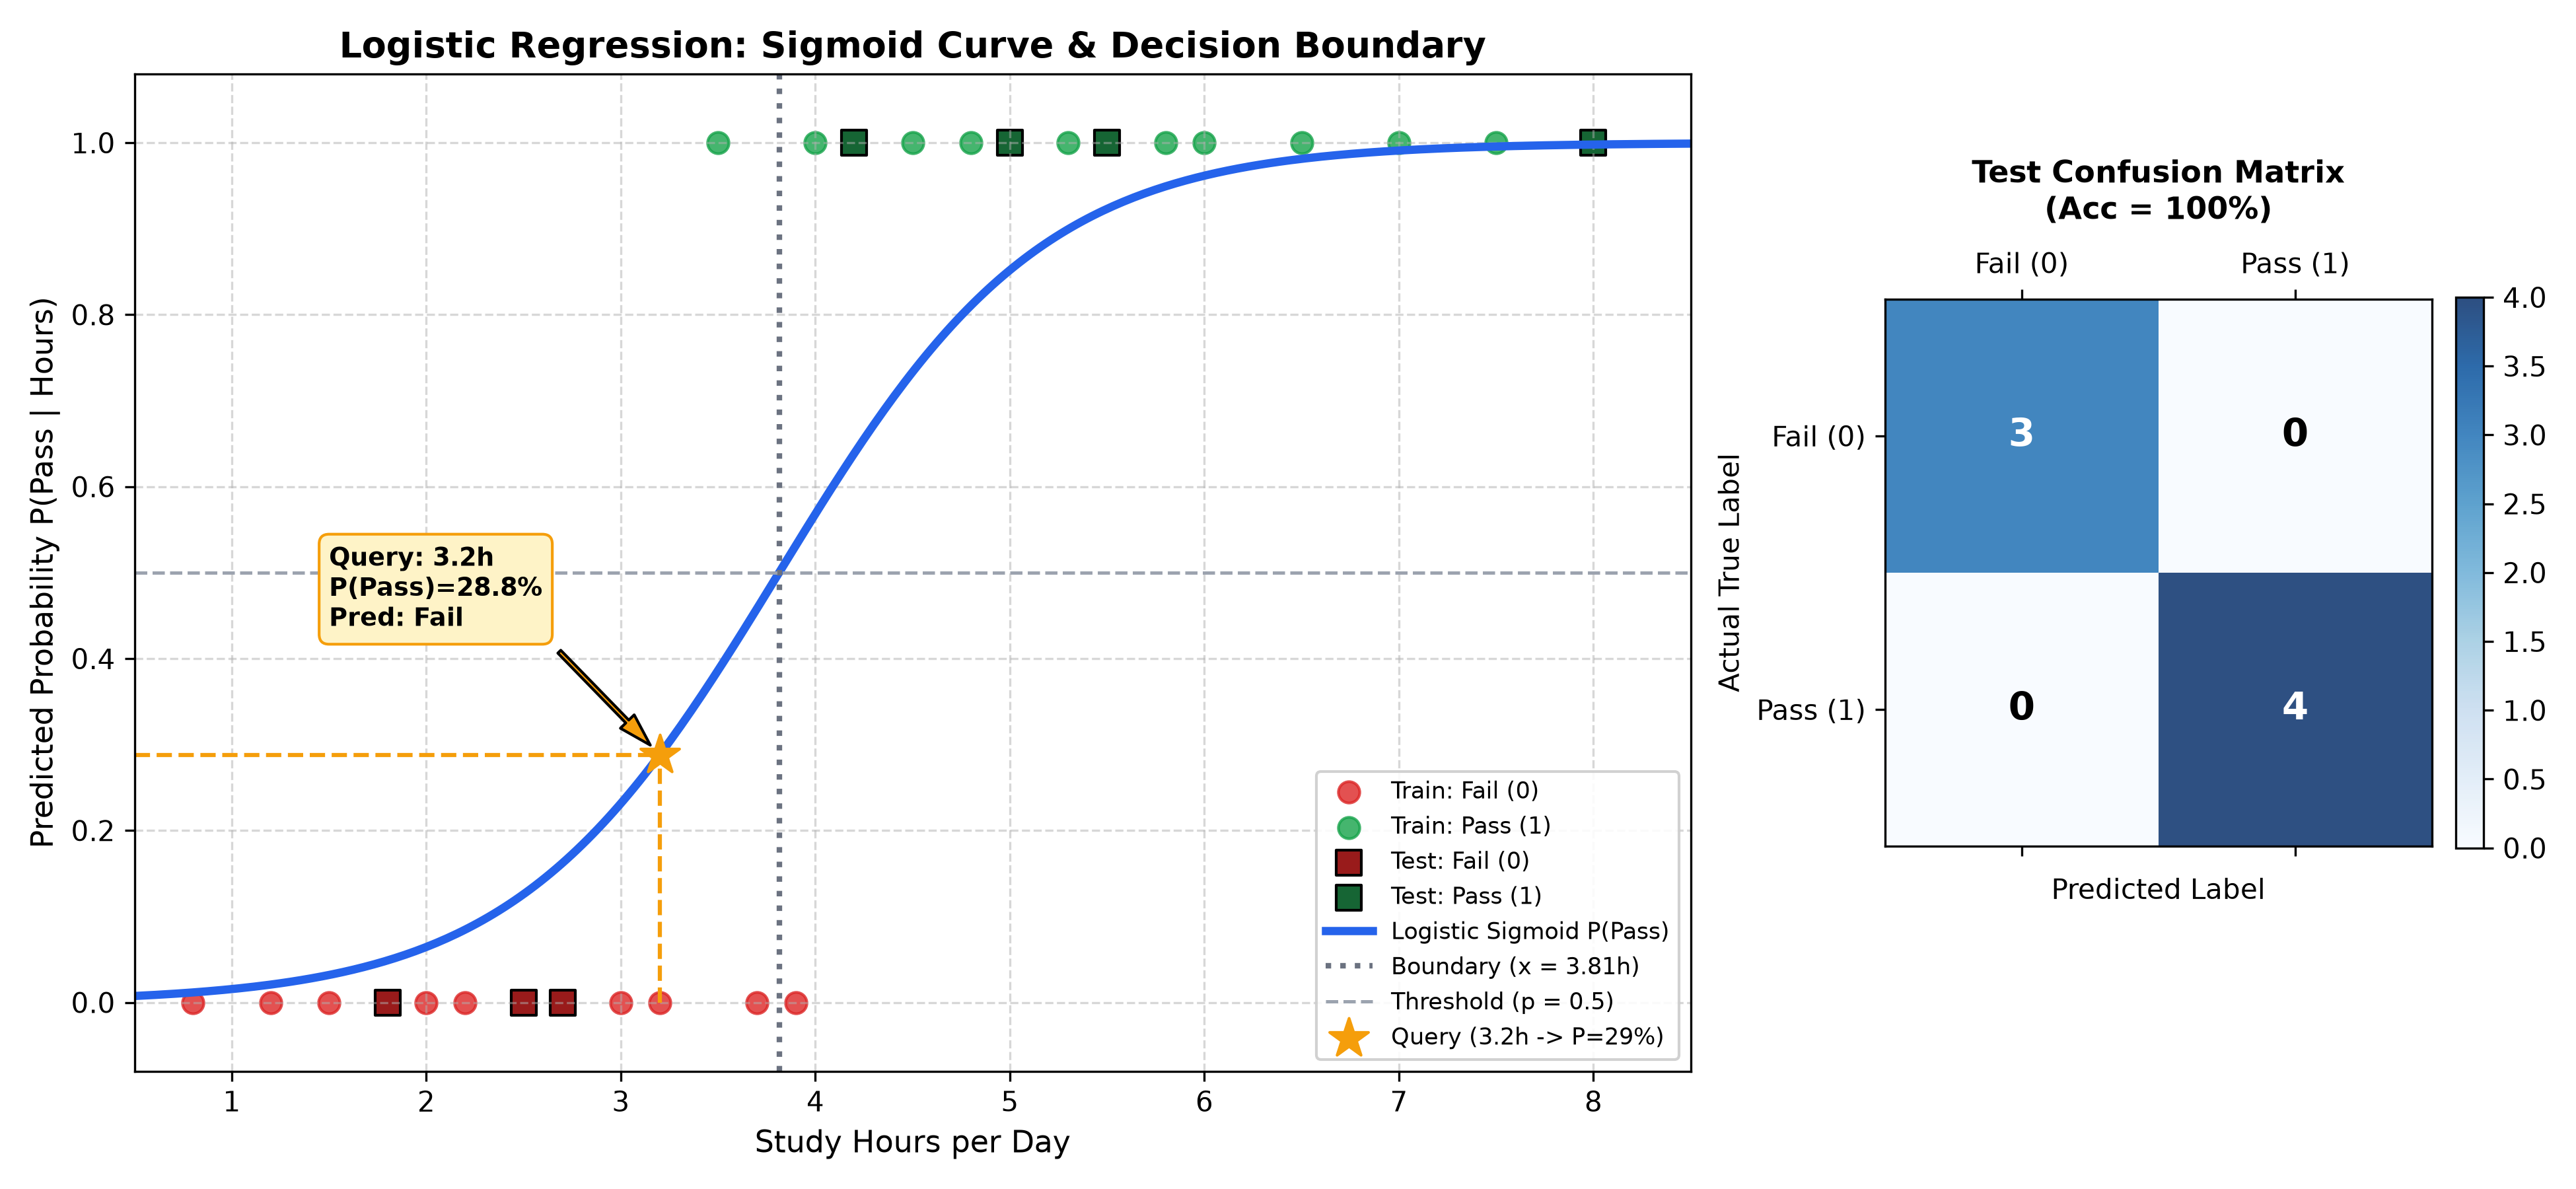 Logistic Regression: Sigmoid Curve & Decision Boundary
Predicted Probability P(Pass | Hours)
1.0
0.8
0.6
0.4
0.2
0.0
Query: 3.2h
P(Pass)=28.8%
Pred: Fail
Train: Fail (0)
Train: Pass (1)
Test: Fail (0)
Test: Pass (1)
Logistic Sigmoid P(Pass)
Boundary (x = 3.81h)
Threshold (p = 0.5)
Query (3.2h -> P=29%)
1 2 3 4 5 6 7 8
Study Hours per Day
Test Confusion Matrix
(Acc = 100%)
Fail (0) Pass (1)
Actual True Label
Fail (0) 3 0
Pass (1) 0 4
Predicted Label
4.0
3.5
3.0
2.5
2.0
1.5
1.0
0.5
0.0